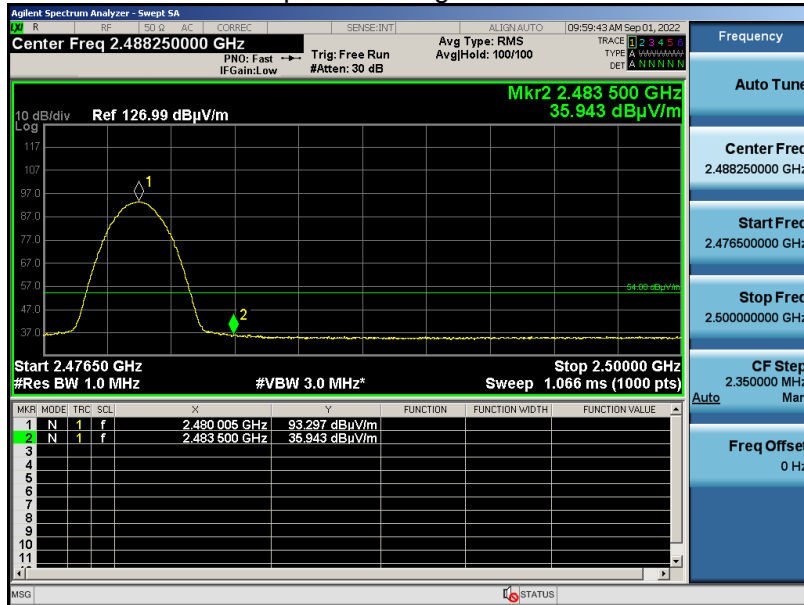 Agilent Spectrum Analyzer - Swept SA
LXI R RF 50 Ω AC CORREC SENSE:INT ALIGN AUTO 09:59:43 AM Sep 01, 2022
Center Freq 2.488250000 GHz
PNO: Fast
IFGain:Low
Trig: Free Run
#Atten: 30 dB
Avg Type: RMS
Avg|Hold: 100/100
TRACE 1 2 3 4 5 6
TYPE A WWWWW
DET A N N N N N
Mkr2 2.483 500 GHz
35.943 dBµV/m
10 dB/div Ref 126.99 dBµV/m
Log
117
107
97.0
87.0
77.0
67.0
57.0
47.0
37.0
1
2
54.00 dBµV/m
Start 2.47650 GHz Stop 2.50000 GHz
#Res BW 1.0 MHz #VBW 3.0 MHz* Sweep 1.066 ms (1000 pts)
MKR MODE TRC SCL X Y FUNCTION FUNCTION WIDTH FUNCTION VALUE
1 N 1 f 2.480 005 GHz 93.297 dBµV/m
2 N 1 f 2.483 500 GHz 35.943 dBµV/m
3
4
5
6
7
8
9
10
11
MSG STATUS
Frequency
Auto Tune
Center Freq
2.488250000 GHz
Start Freq
2.476500000 GHz
Stop Freq
2.500000000 GHz
CF Step
2.350000 MHz
Auto Man
Freq Offset
0 Hz